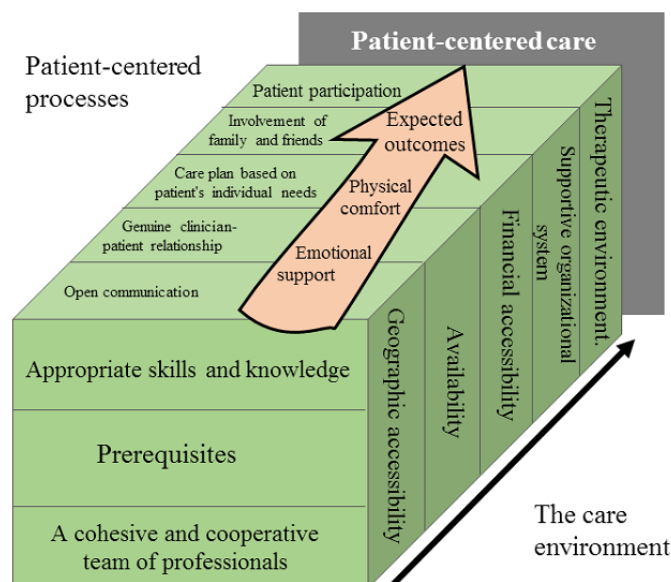 Patient-centered care
Patient-centered
processes
Patient participation
Involvement of
family and friends
Care plan based on
patient's individual needs
Genuine clinician-
patient relationship
Open communication
Expected
outcomes
Physical
comfort
Emotional
support
Appropriate skills and knowledge
Prerequisites
A cohesive and cooperative
team of professionals
Geographic accessibility
Availability
Financial accessibility
Supportive organizational
system
Therapeutic environment.
The care
environment